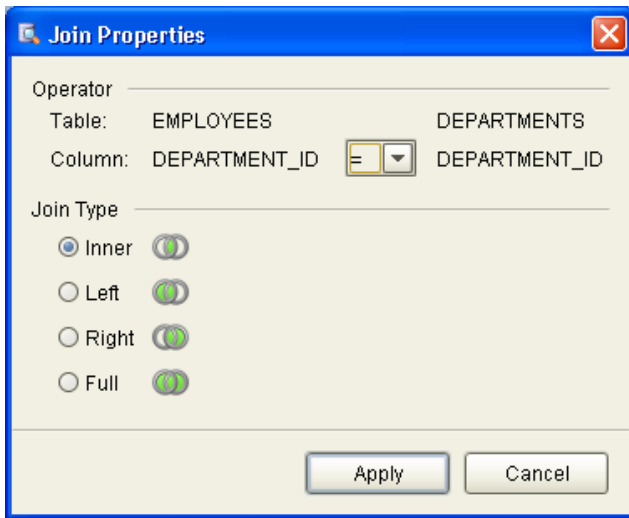 Join Properties
Operator
Table: EMPLOYEES DEPARTMENTS
Column: DEPARTMENT_ID = DEPARTMENT_ID
Join Type
Inner
Left
Right
Full
Apply Cancel